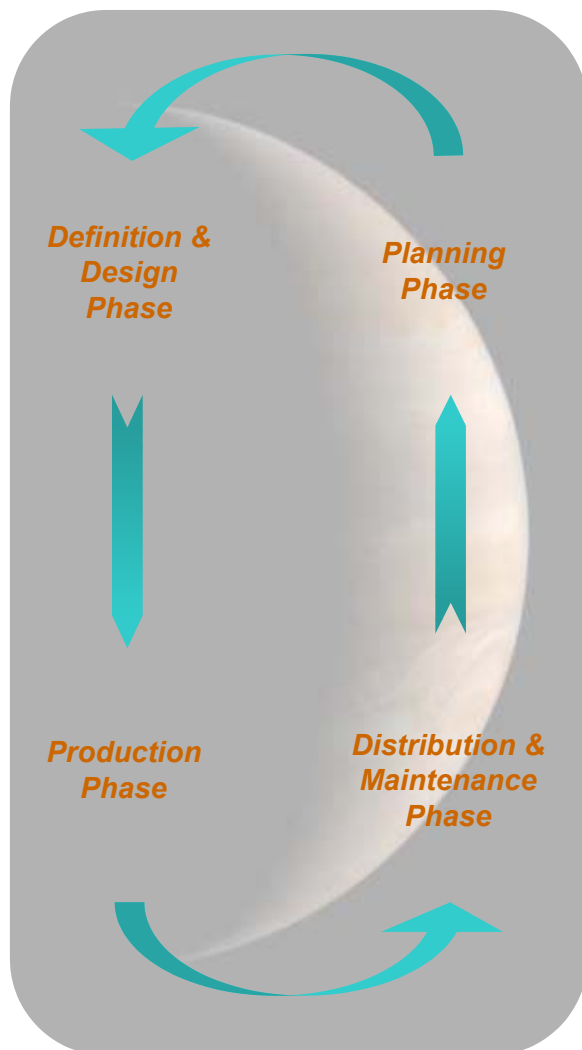 Definition &
Design
Phase
Planning
Phase
Production
Phase
Distribution &
Maintenance
Phase